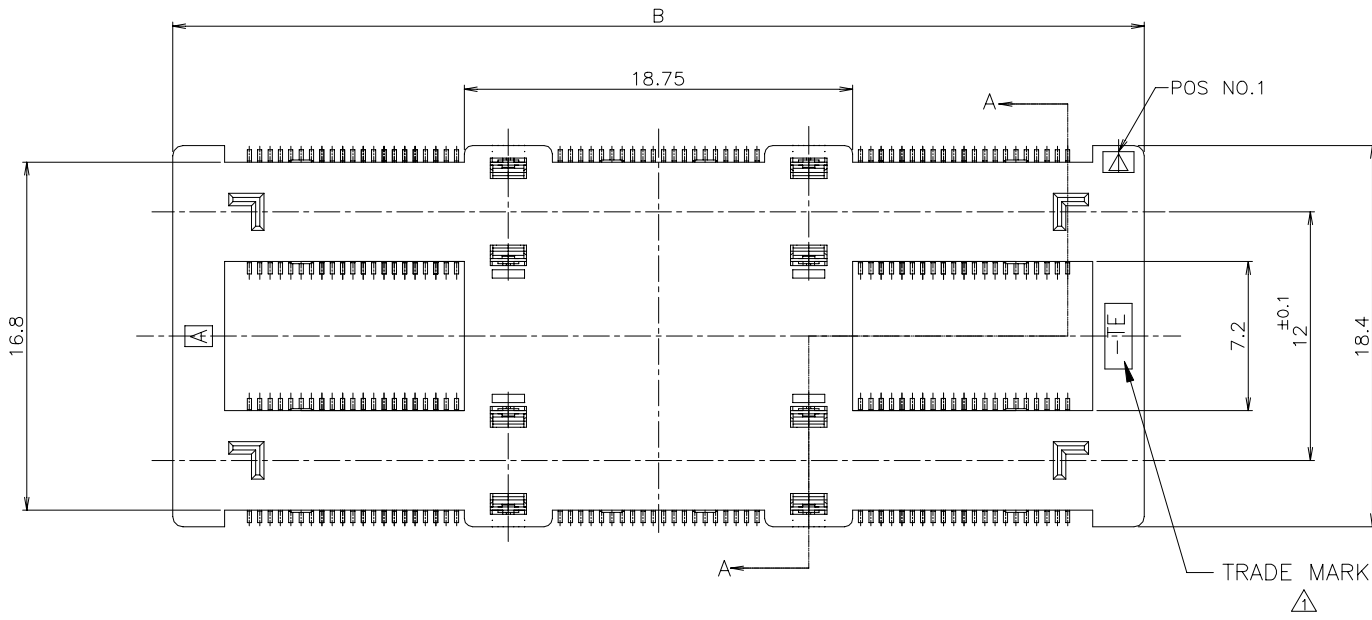 B
18.75
A
POS NO.1
16.8
A
-TE
7.2
12 ±0.1
18.4
A
TRADE MARK
1